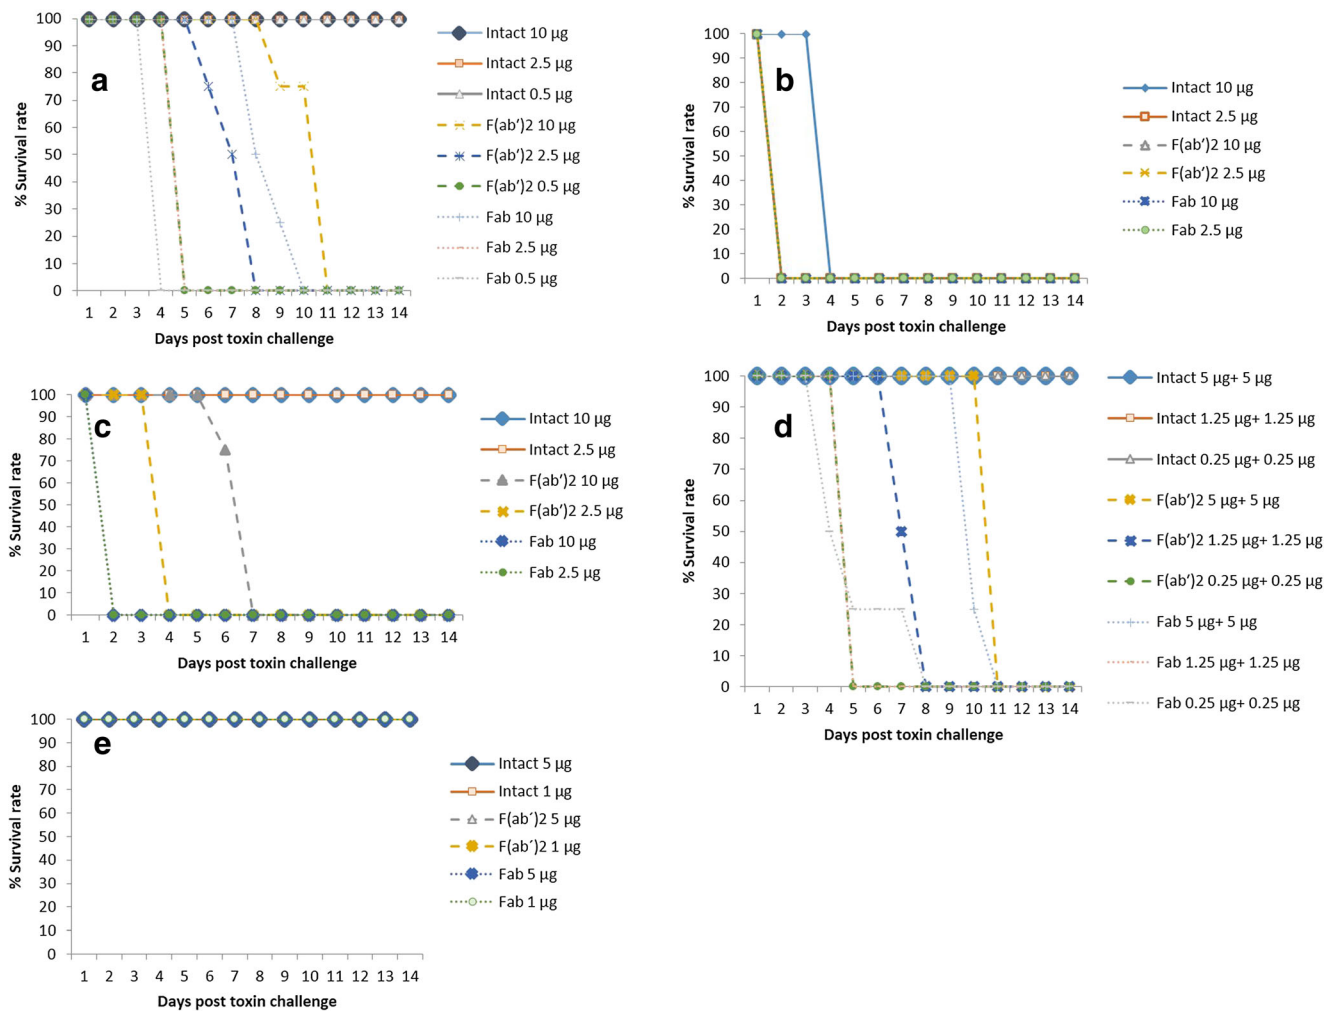 a
% Survival rate
100
90
80
70
60
50
40
30
20
10
0
1 2 3 4 5 6 7 8 9 10 11 12 13 14
Days post toxin challenge
Intact 10 µg
Intact 2.5 µg
Intact 0.5 µg
F(ab′)2 10 µg
F(ab′)2 2.5 µg
F(ab′)2 0.5 µg
Fab 10 µg
Fab 2.5 µg
Fab 0.5 µg
b
% Survival rate
100
90
80
70
60
50
40
30
20
10
0
1 2 3 4 5 6 7 8 9 10 11 12 13 14
Days post toxin challenge
Intact 10 µg
Intact 2.5 µg
F(ab′)2 10 µg
F(ab′)2 2.5 µg
Fab 10 µg
Fab 2.5 µg
c
% Survival rate
100
90
80
70
60
50
40
30
20
10
0
1 2 3 4 5 6 7 8 9 10 11 12 13 14
Days post toxin challenge
Intact 10 µg
Intact 2.5 µg
F(ab′)2 10 µg
F(ab′)2 2.5 µg
Fab 10 µg
Fab 2.5 µg
d
% Survival rate
100
90
80
70
60
50
40
30
20
10
0
1 2 3 4 5 6 7 8 9 10 11 12 13 14
Days post toxin challenge
Intact 5 µg+ 5 µg
Intact 1.25 µg+ 1.25 µg
Intact 0.25 µg+ 0.25 µg
F(ab′)2 5 µg+ 5 µg
F(ab′)2 1.25 µg+ 1.25 µg
F(ab′)2 0.25 µg+ 0.25 µg
Fab 5 µg+ 5 µg
Fab 1.25 µg+ 1.25 µg
Fab 0.25 µg+ 0.25 µg
e
% Survival rate
100
90
80
70
60
50
40
30
20
10
0
1 2 3 4 5 6 7 8 9 10 11 12 13 14
Days post toxin challenge
Intact 5 µg
Intact 1 µg
F(ab´)2 5 µg
F(ab´)2 1 µg
Fab 5 µg
Fab 1 µg